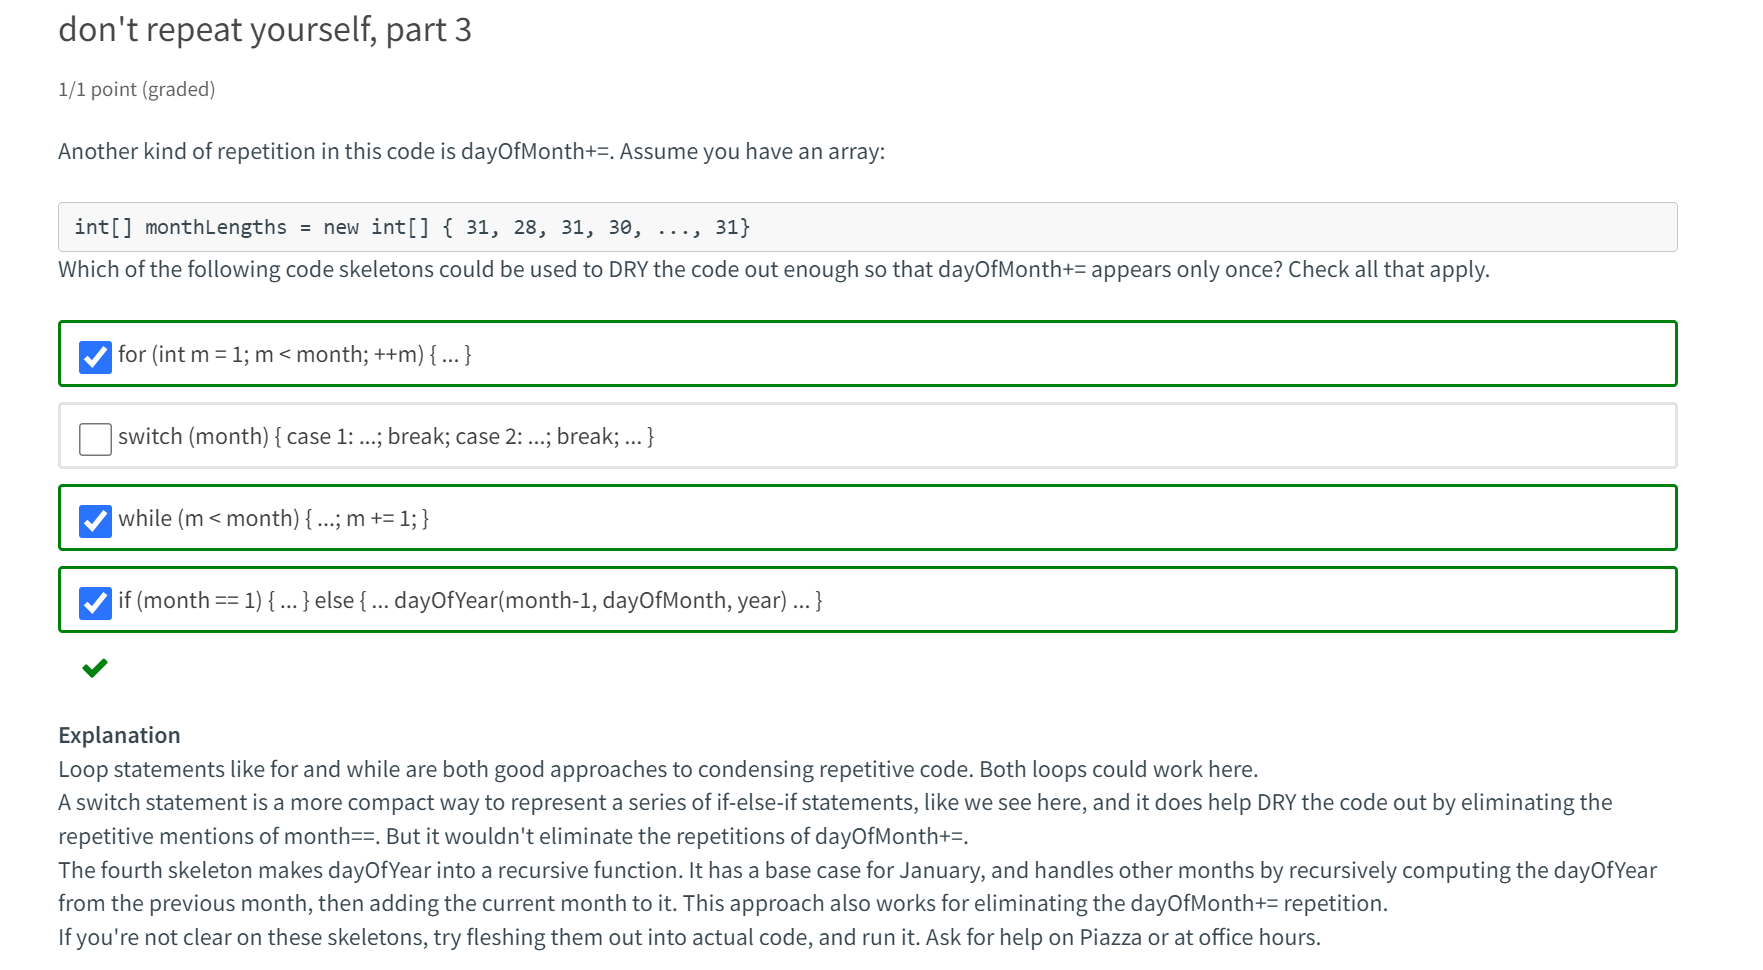 don't repeat yourself, part 3
1/1 point (graded)
Another kind of repetition in this code is dayOfMonth+=. Assume you have an array:
int[] monthLengths = new int[] { 31, 28, 31, 30, ..., 31}
Which of the following code skeletons could be used to DRY the code out enough so that dayOfMonth+= appears only once? Check all that apply.
for (int m = 1; m < month; ++m) { ... }
switch (month) { case 1: ...; break; case 2: ...; break; ... }
while (m < month) { ...; m += 1; }
if (month == 1) { ... } else { ... dayOfYear(month-1, dayOfMonth, year) ... }
Explanation
Loop statements like for and while are both good approaches to condensing repetitive code. Both loops could work here.
A switch statement is a more compact way to represent a series of if-else-if statements, like we see here, and it does help DRY the code out by eliminating the
repetitive mentions of month==. But it wouldn't eliminate the repetitions of dayOfMonth+=.
The fourth skeleton makes dayOfYear into a recursive function. It has a base case for January, and handles other months by recursively computing the dayOfYear
from the previous month, then adding the current month to it. This approach also works for eliminating the dayOfMonth+= repetition.
If you're not clear on these skeletons, try fleshing them out into actual code, and run it. Ask for help on Piazza or at office hours.